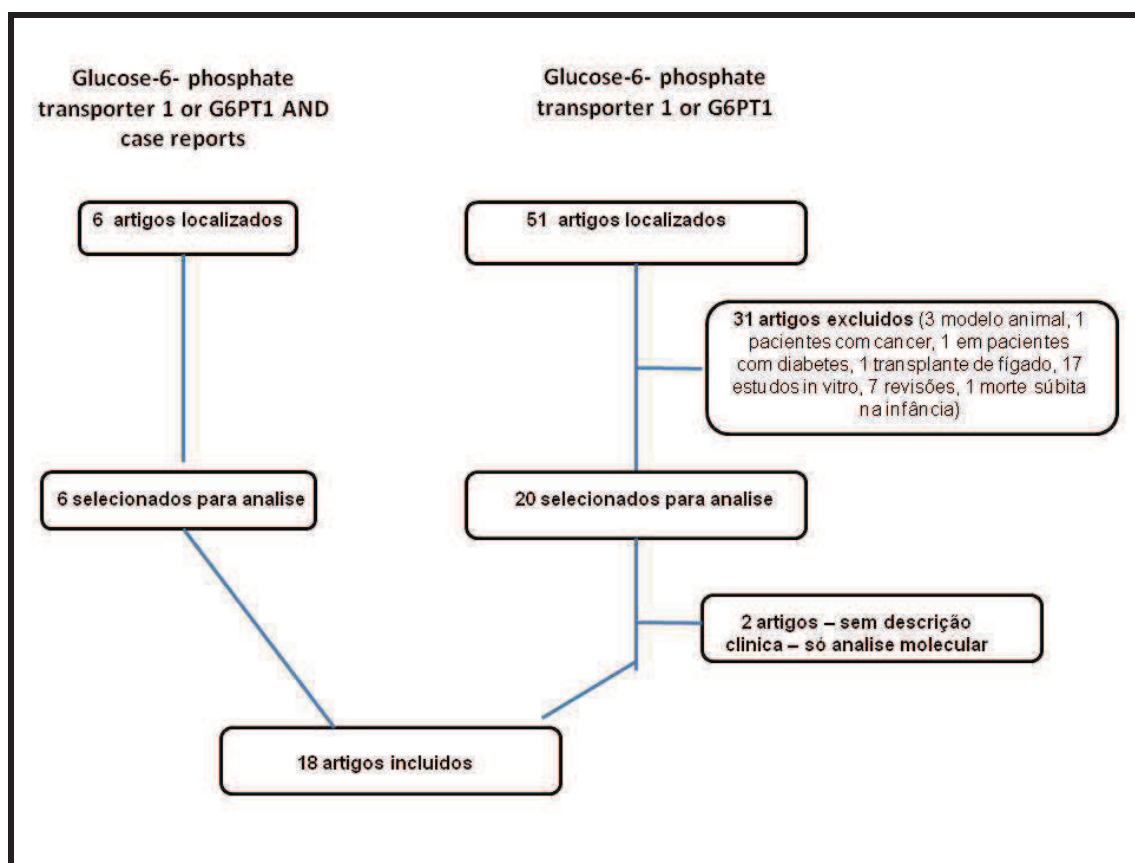 Glucose-6- phosphate
transporter 1 or G6PT1 AND
case reports
Glucose-6- phosphate
transporter 1 or G6PT1
6 artigos localizados
51 artigos localizados
31 artigos excluidos (3 modelo animal, 1
pacientes com cancer, 1 em pacientes
com diabetes, 1 transplante de fígado, 17
estudos in vitro, 7 revisões, 1 morte súbita
na infância)
6 selecionados para analise
20 selecionados para analise
2 artigos – sem descrição
clinica – só analise molecular
18 artigos incluidos